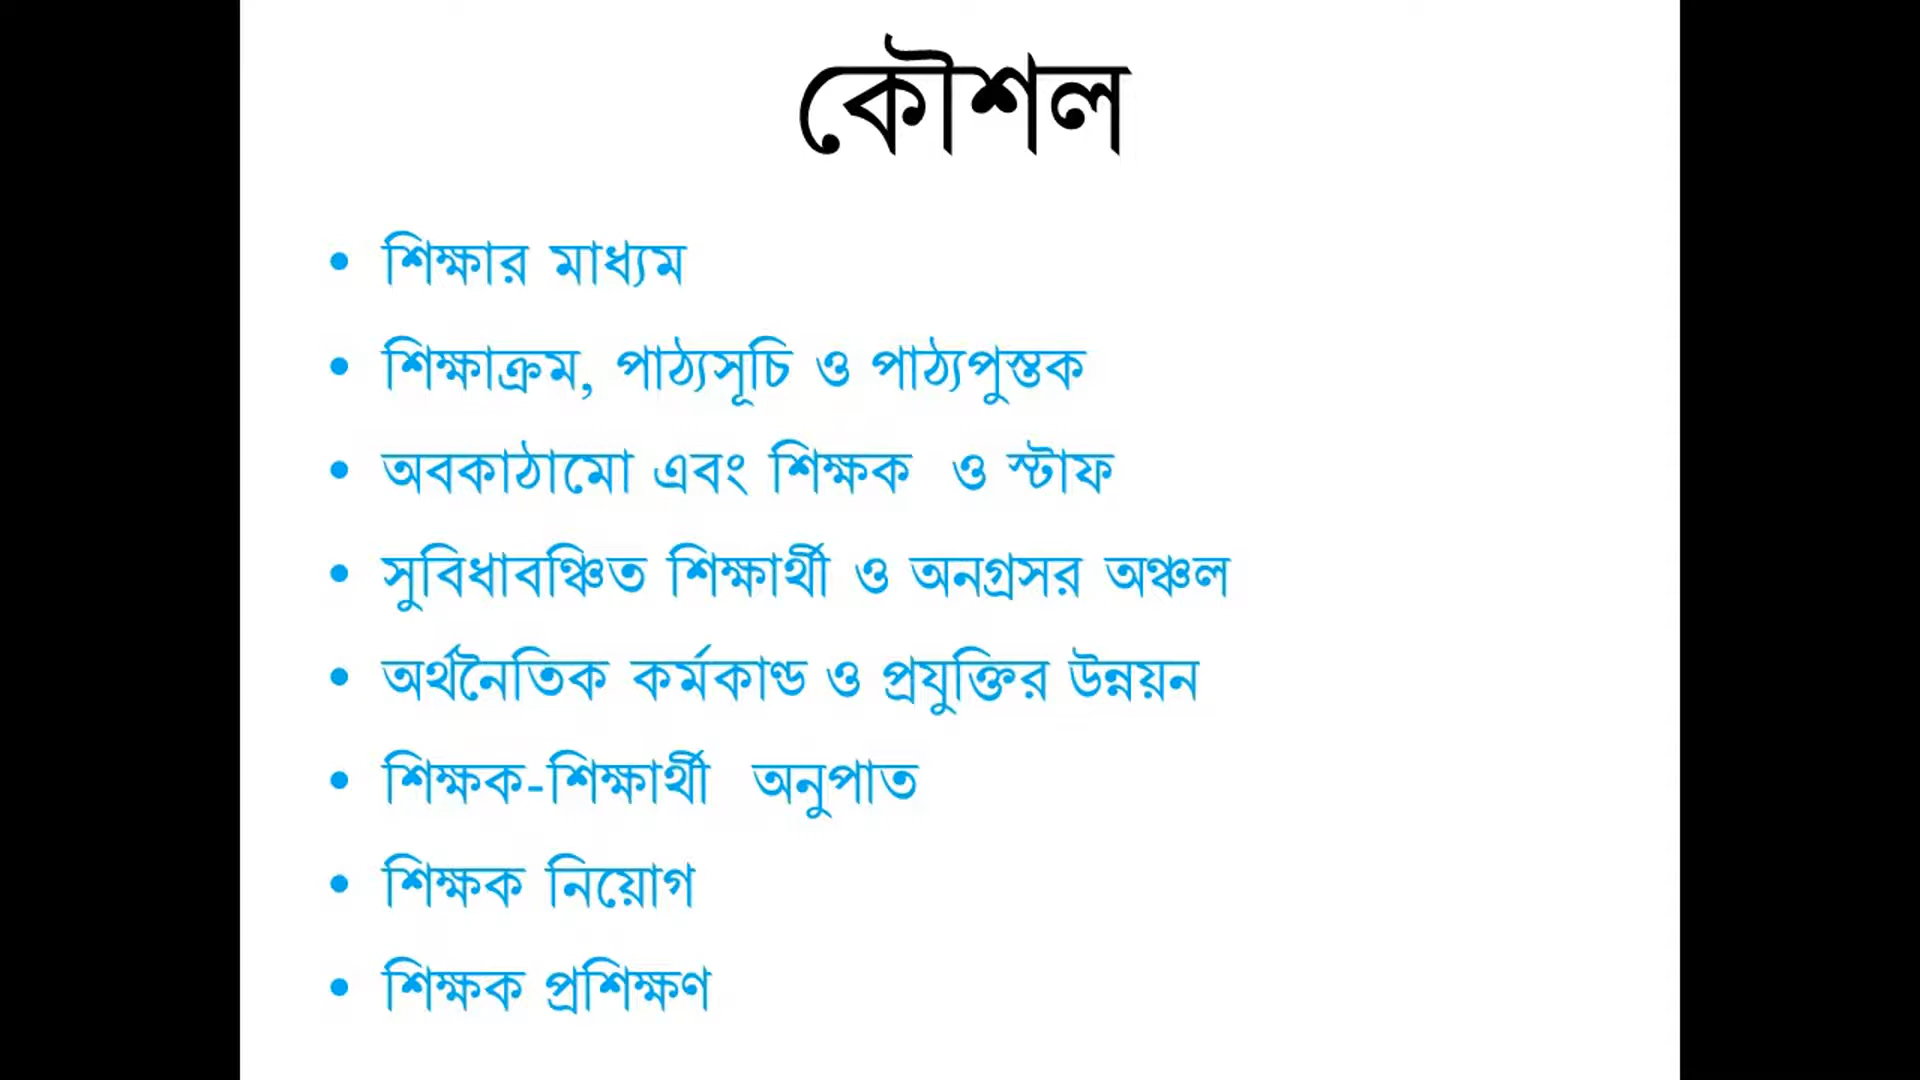 কৌশল
• শিক্ষার মাধ্যম
• শিক্ষাক্রম, পাঠ্যসূচি ও পাঠ্যপুস্তক
• অবকাঠামো এবং শিক্ষক ও স্টাফ
• সুবিধাবঞ্চিত শিক্ষার্থী ও অনগ্রসর অঞ্চল
• অর্থনৈতিক কর্মকাণ্ড ও প্রযুক্তির উন্নয়ন
• শিক্ষক-শিক্ষার্থী অনুপাত
• শিক্ষক নিয়োগ
• শিক্ষক প্রশিক্ষণ